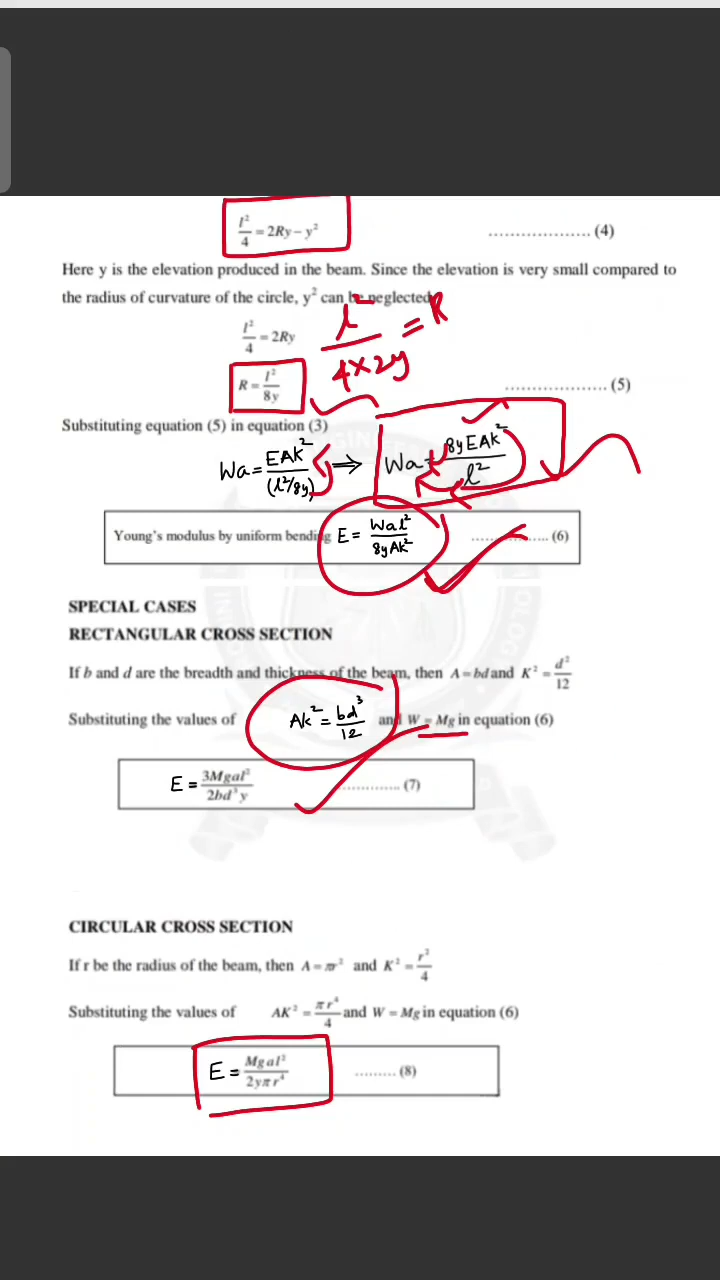 l²/4 = 2Ry – y² ………………. (4)
Here y is the elevation produced in the beam. Since the elevation is very small compared to
the radius of curvature of the circle, y² can be neglected.
l²/4 = 2Ry
l²/(4×2y) = R
R = l²/8y ………………. (5)
Substituting equation (5) in equation (3)
Wa = EAK²/(l²/8y) ⇒ Wa = 8yEAK²/l²
Young's modulus by uniform bending E = Wal²/8yAK² ………….. (6)
SPECIAL CASES
RECTANGULAR CROSS SECTION
If b and d are the breadth and thickness of the beam, then A = bd and K² = d²/12
Substituting the values of AK² = bd³/12 and W = Mg in equation (6)
E = 3Mgal²/2bd³y …………. (7)
CIRCULAR CROSS SECTION
If r be the radius of the beam, then A = πr² and K² = r²/4
Substituting the values of AK² = πr⁴/4 and W = Mg in equation (6)
E = Mgal²/2yπr⁴ ……… (8)